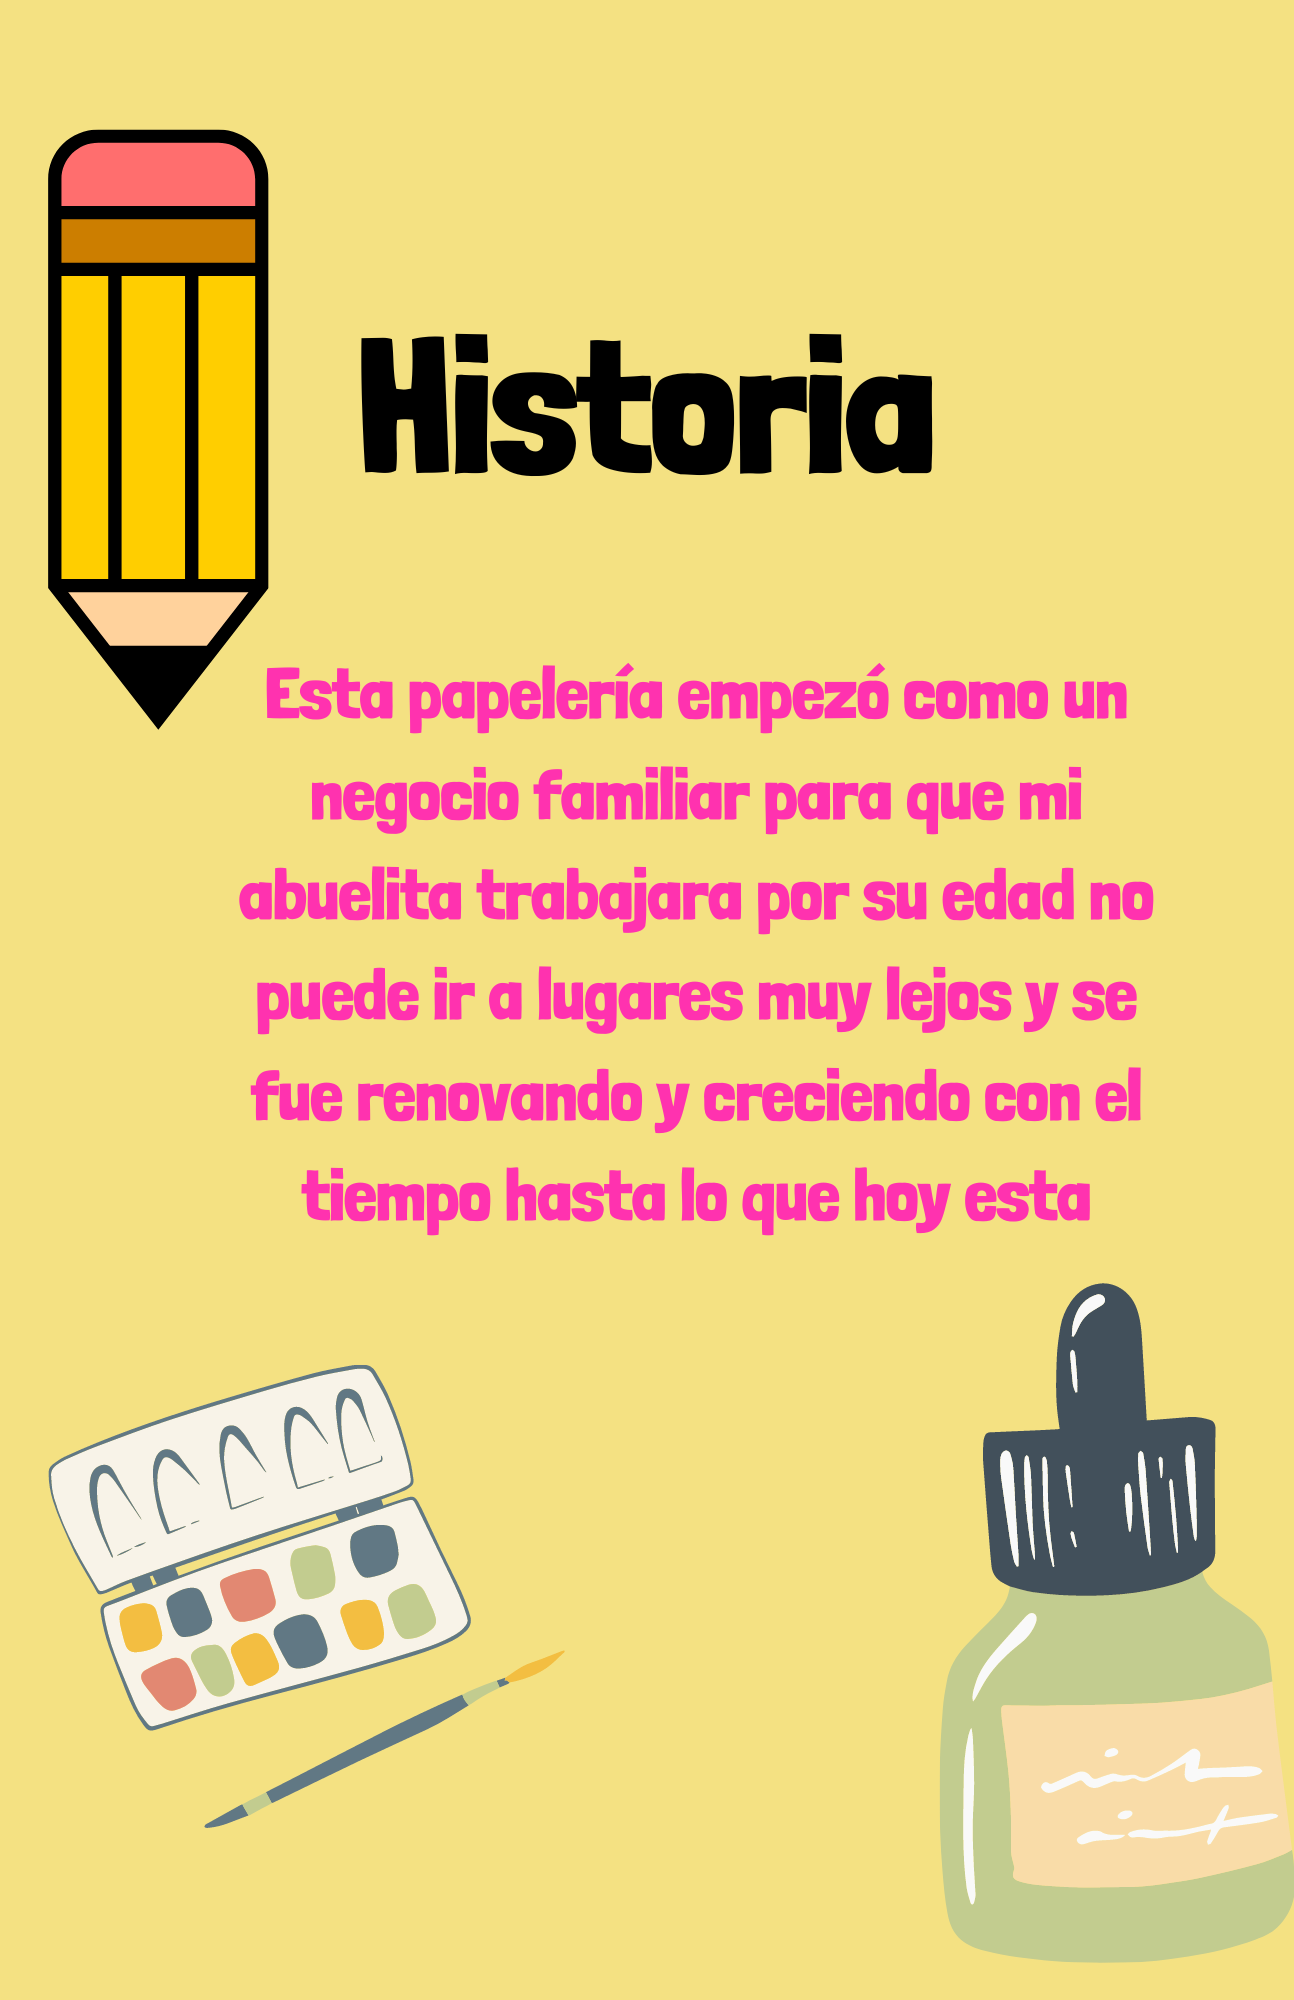 Historia
Esta papelería empezó como un
negocio familiar para que mi
abuelita trabajara por su edad no
puede ir a lugares muy lejos y se
fue renovando y creciendo con el
tiempo hasta lo que hoy esta